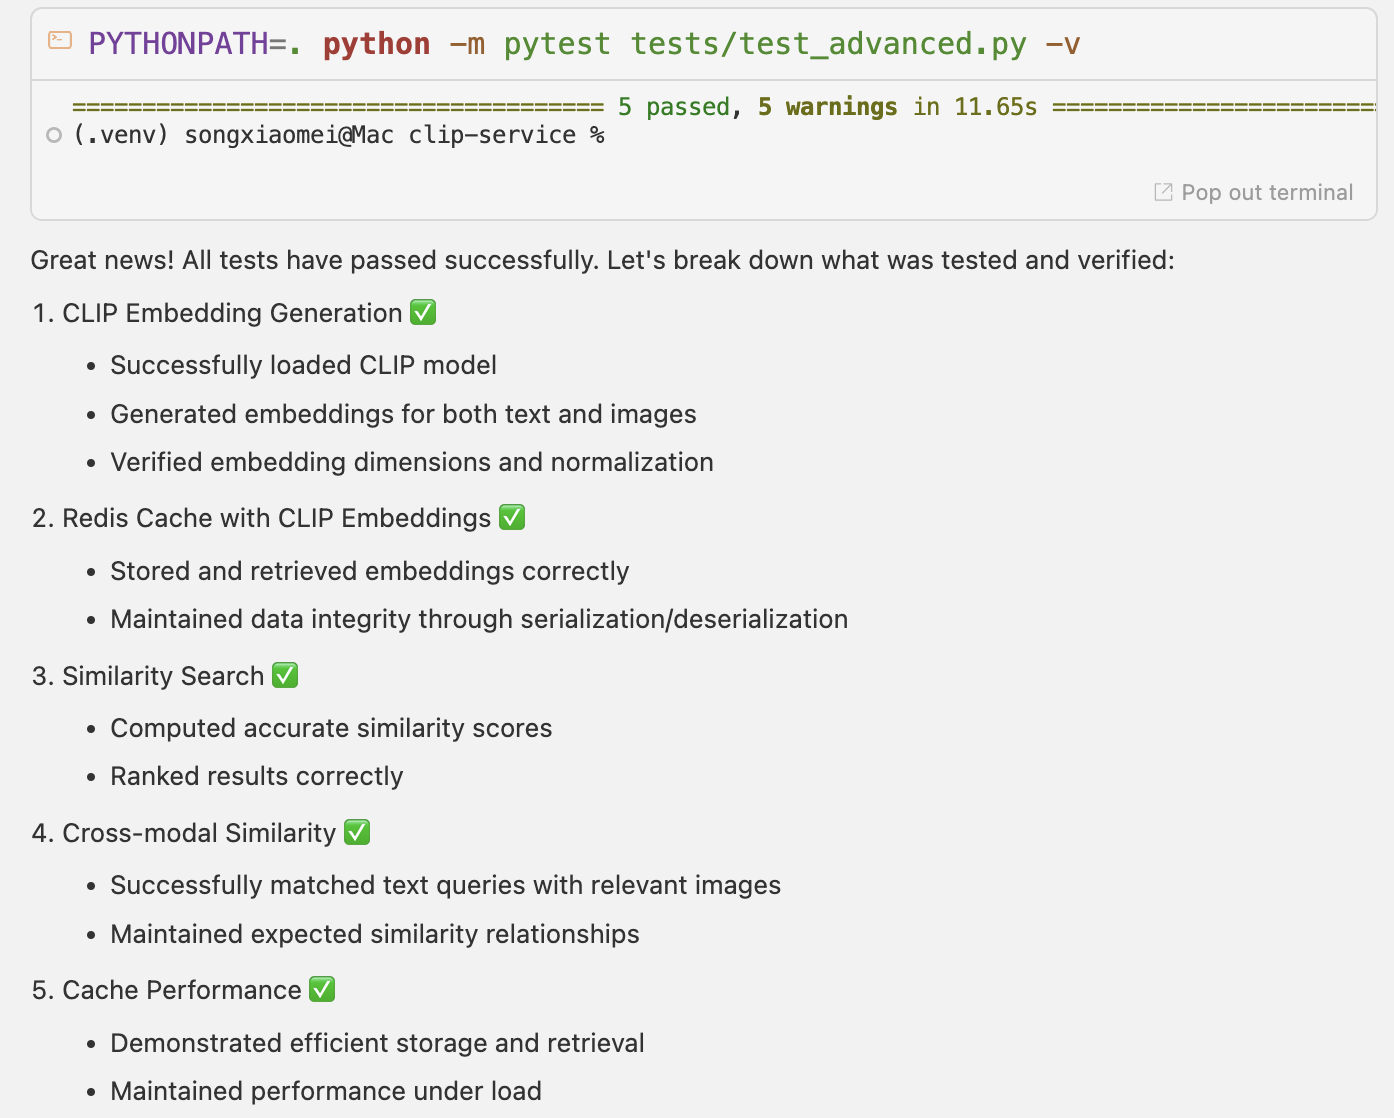 PYTHONPATH=. python -m pytest tests/test_advanced.py -v
====================================== 5 passed, 5 warnings in 11.65s =======================
(.venv) songxiaomei@Mac clip-service %
Pop out terminal
Great news! All tests have passed successfully. Let's break down what was tested and verified:
1. CLIP Embedding Generation ✅
• Successfully loaded CLIP model
• Generated embeddings for both text and images
• Verified embedding dimensions and normalization
2. Redis Cache with CLIP Embeddings ✅
• Stored and retrieved embeddings correctly
• Maintained data integrity through serialization/deserialization
3. Similarity Search ✅
• Computed accurate similarity scores
• Ranked results correctly
4. Cross-modal Similarity ✅
• Successfully matched text queries with relevant images
• Maintained expected similarity relationships
5. Cache Performance ✅
• Demonstrated efficient storage and retrieval
• Maintained performance under load